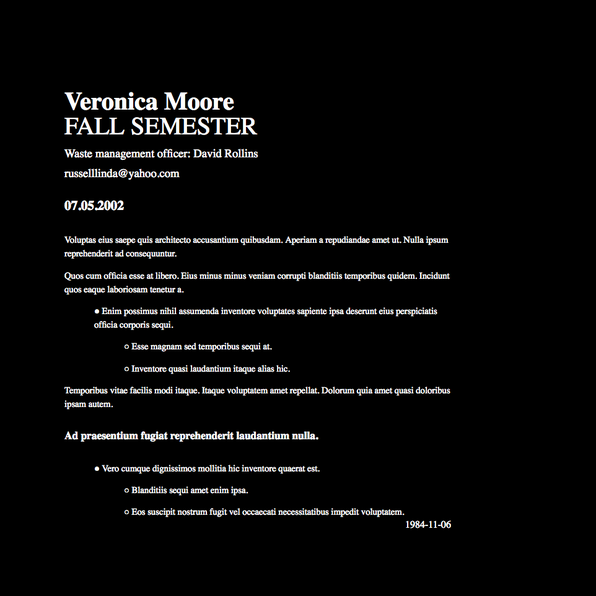 Veronica Moore
FALL SEMESTER
Waste management officer: David Rollins
russelllinda@yahoo.com
07.05.2002
Voluptas eius saepe quis architecto accusantium quibusdam. Aperiam a repudiandae amet ut. Nulla ipsum
reprehenderit ad consequuntur.
Quos cum officia esse at libero. Eius minus minus veniam corrupti blanditiis temporibus quidem. Incidunt
quos eaque laboriosam tenetur a.
● Enim possimus nihil assumenda inventore voluptates sapiente ipsa deserunt eius perspiciatis
officia corporis sequi.
○ Esse magnam sed temporibus sequi at.
○ Inventore quasi laudantium itaque alias hic.
Temporibus vitae facilis modi itaque. Itaque voluptatem amet repellat. Dolorum quia amet quasi doloribus
ipsam autem.
Ad praesentium fugiat reprehenderit laudantium nulla.
● Vero cumque dignissimos mollitia hic inventore quaerat est.
○ Blanditiis sequi amet enim ipsa.
○ Eos suscipit nostrum fugit vel occaecati necessitatibus impedit voluptatem.
1984-11-06